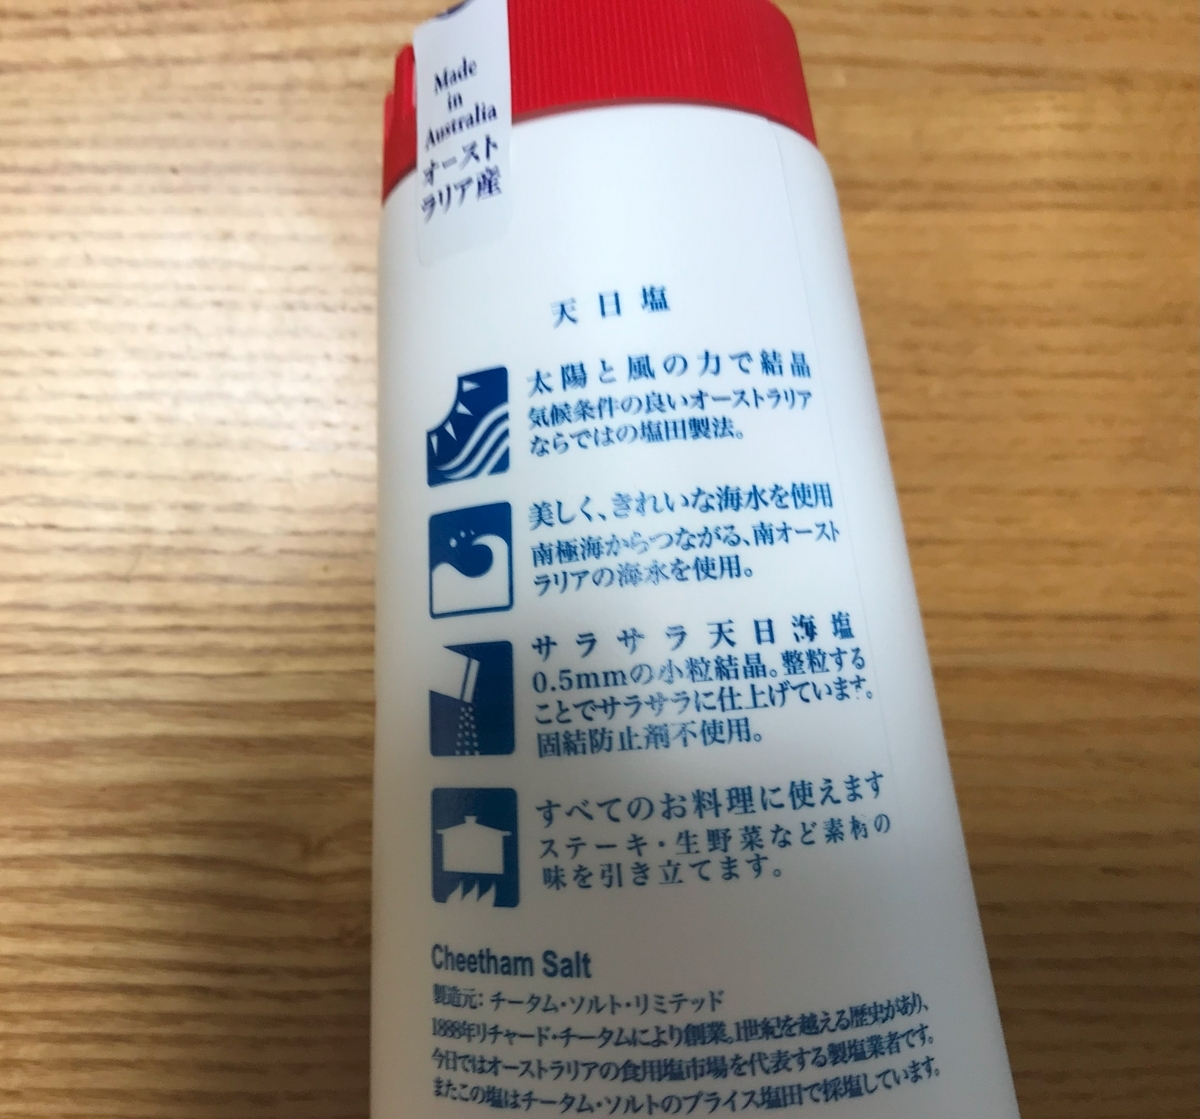 Made
in
Australia
オースト
ラリア産
天日塩
太陽と風の力で結晶
気候条件の良いオーストラリア
ならではの塩田製法。
美しく、きれいな海水を使用
南極海からつながる、南オースト
ラリアの海水を使用。
サラサラ天日海塩
0.5mmの小粒結晶。整粒する
ことでサラサラに仕上げています。
固結防止剤不使用。
すべてのお料理に使えます
ステーキ・生野菜など素材の
味を引き立てます。
Cheetham Salt
製造元：チータム・ソルト・リミテッド
1888年リチャード・チータムにより創業。1世紀を越える歴史があり、
今日ではオーストラリアの食用塩市場を代表する製塩業者です。
またこの塩はチータム・ソルトのプライス塩田で採塩しています。